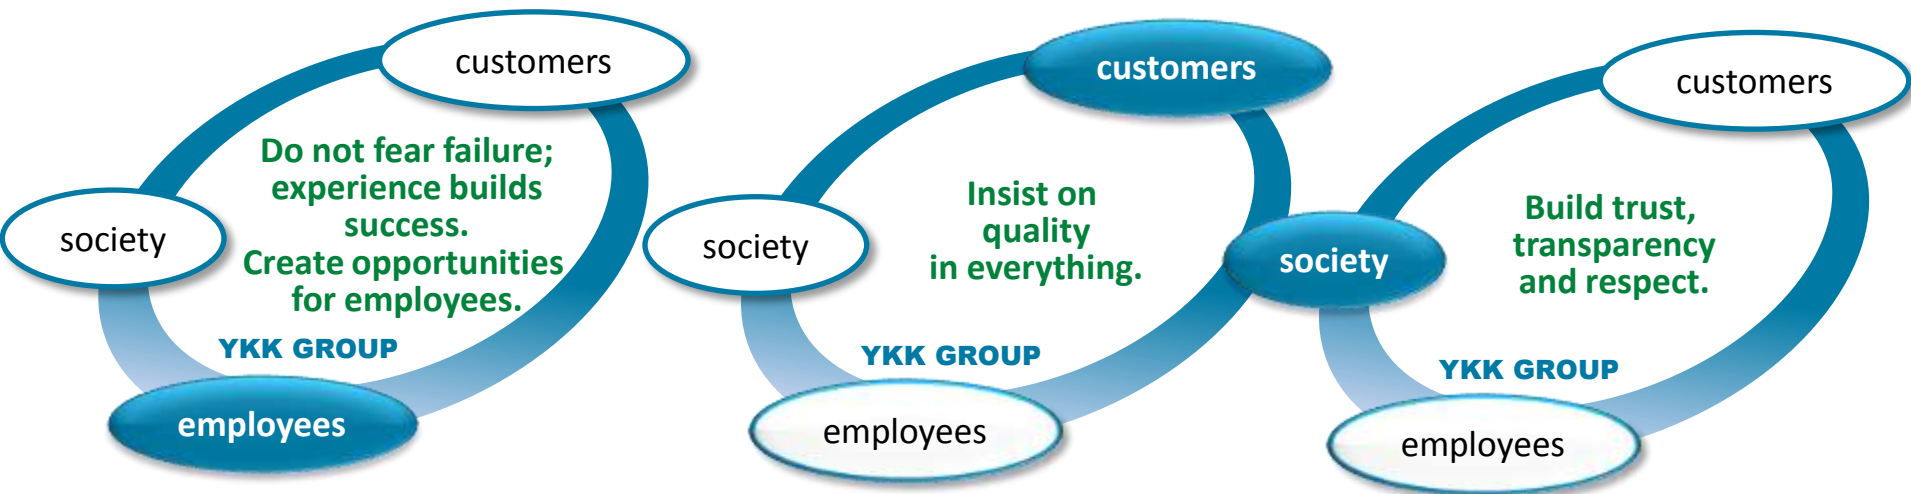 customers
Do not fear failure;
experience builds
success.
Create opportunities
for employees.
society
YKK GROUP
employees
customers
Insist on
quality
in everything.
society
YKK GROUP
employees
customers
Build trust,
transparency
and respect.
society
YKK GROUP
employees